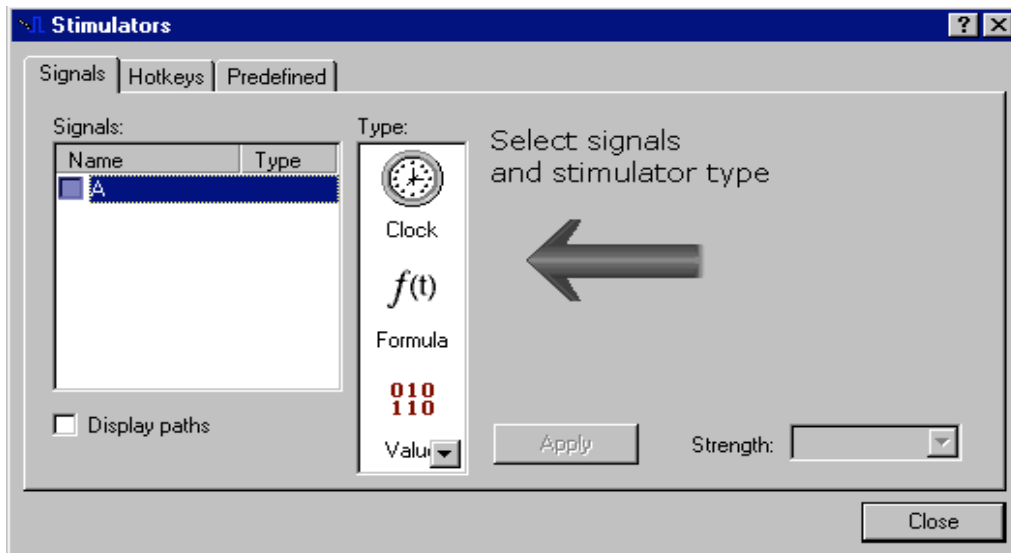 Stimulators
Signals Hotkeys Predefined
Signals:
Name Type
A
Display paths
Type:
Clock
f(t)
Formula
010
110
Select signals
and stimulator type
Apply Strength:
Close